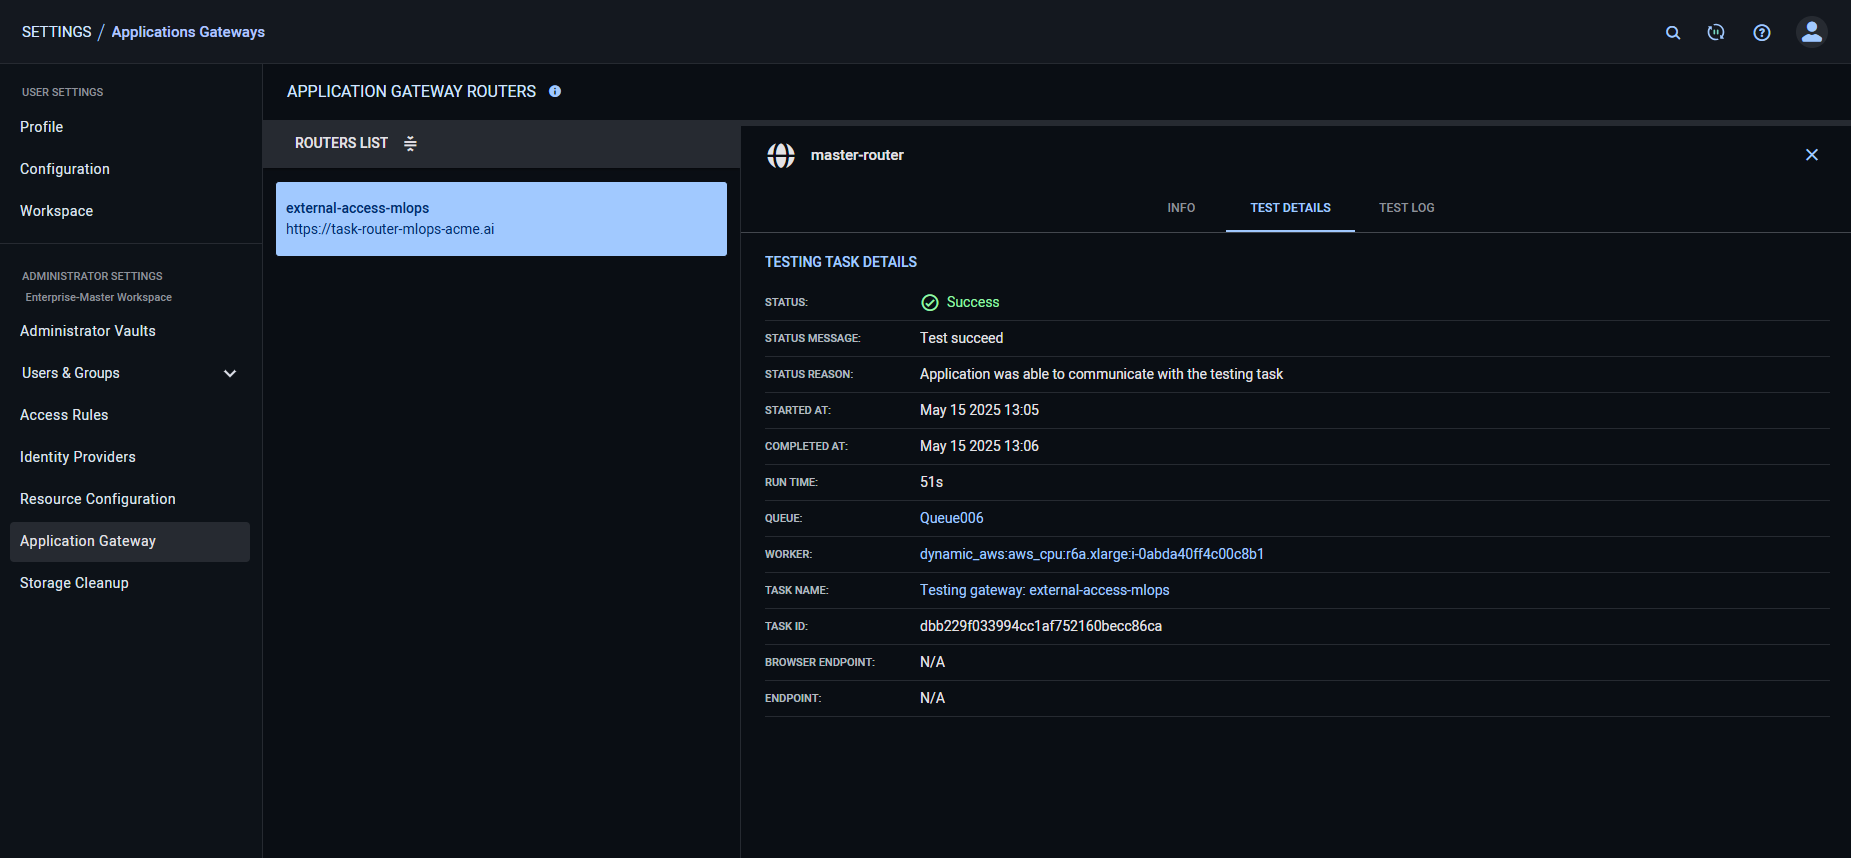 SETTINGS / Applications Gateways
USER SETTINGS
Profile
Configuration
Workspace
ADMINISTRATOR SETTINGS
Enterprise-Master Workspace
Administrator Vaults
Users & Groups
Access Rules
Identity Providers
Resource Configuration
Application Gateway
Storage Cleanup
APPLICATION GATEWAY ROUTERS
ROUTERS LIST
external-access-mlops
https://task-router-mlops-acme.ai
master-router
INFO TEST DETAILS TEST LOG
TESTING TASK DETAILS
STATUS: Success
STATUS MESSAGE: Test succeed
STATUS REASON: Application was able to communicate with the testing task
STARTED AT: May 15 2025 13:05
COMPLETED AT: May 15 2025 13:06
RUN TIME: 51s
QUEUE: Queue006
WORKER: dynamic_aws:aws_cpu:r6a.xlarge:i-0abda40ff4c00c8b1
TASK NAME: Testing gateway: external-access-mlops
TASK ID: dbb229f033994cc1af752160becc86ca
BROWSER ENDPOINT: N/A
ENDPOINT: N/A